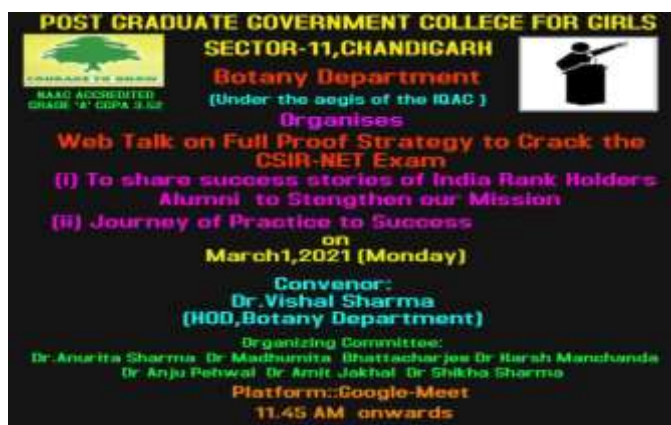 POST GRADUATE GOVERNMENT COLLEGE FOR GIRLS
SECTOR-11,CHANDIGARH
COURAGE TO KNOW
NAAC ACCREDITED
GRADE 'A' CGPA 3.52
Botany Department
(Under the aegis of the IQAC )
Organises
Web Talk on Full Proof Strategy to Crack the
CSIR-NET Exam
(i) To share success stories of India Rank Holders
Alumni to Stengthen our Mission
(ii) Journey of Practice to Success
on
March1,2021 (Monday)
Convenor:
Dr.Vishal Sharma
(HOD,Botany Department)
Organizing Committee:
Dr.Anurita Sharma Dr Madhumita Bhattacharjee Dr Harsh Manchanda
Dr Anju Pehwal Dr Amit Jakhal Dr Shikha Sharma
Platform::Google-Meet
11.45 AM onwards